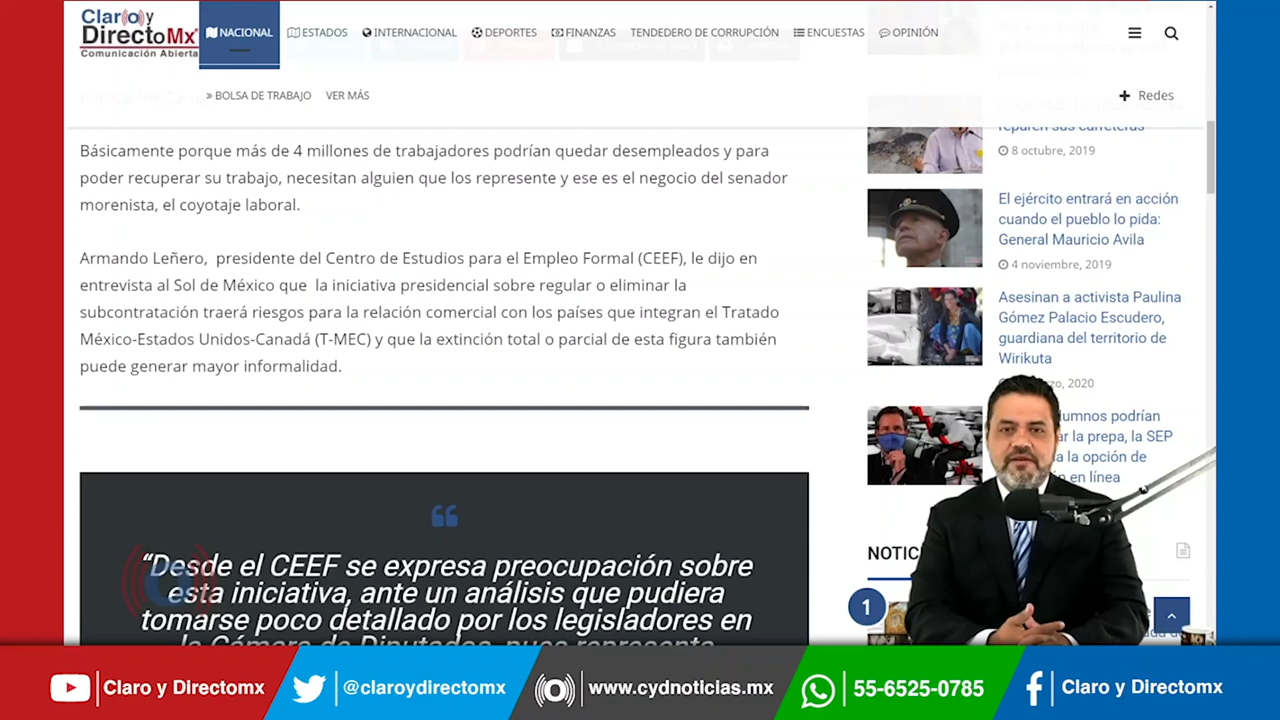 Claro y
DirectoMx
Comunicación Abierta
NACIONAL
ESTADOS
INTERNACIONAL
DEPORTES
FINANZAS
TENDEDERO DE CORRUPCIÓN
ENCUESTAS
OPINIÓN
» BOLSA DE TRABAJO
VER MÁS
+ Redes
Básicamente porque más de 4 millones de trabajadores podrían quedar desempleados y para
poder recuperar su trabajo, necesitan alguien que los represente y ese es el negocio del senador
morenista, el coyotaje laboral.
Armando Leñero, presidente del Centro de Estudios para el Empleo Formal (CEEF), le dijo en
entrevista al Sol de México que la iniciativa presidencial sobre regular o eliminar la
subcontratación traerá riesgos para la relación comercial con los países que integran el Tratado
México-Estados Unidos-Canadá (T-MEC) y que la extinción total o parcial de esta figura también
puede generar mayor informalidad.
“Desde el CEEF se expresa preocupación sobre
esta iniciativa, ante un análisis que pudiera
tomarse poco detallado por los legisladores en
la Cámara de Diputados, pues representa
reparen sus carreteras
8 octubre, 2019
El ejército entrará en acción
cuando el pueblo lo pida:
General Mauricio Avila
4 noviembre, 2019
Asesinan a activista Paulina
Gómez Palacio Escudero,
guardiana del territorio de
Wirikuta
2020
podrían
la prepa, la SEP
la opción de
en línea
1
Claro y Directomx
@claroydirectomx
www.cydnoticias.mx
55-6525-0785
Claro y Directomx